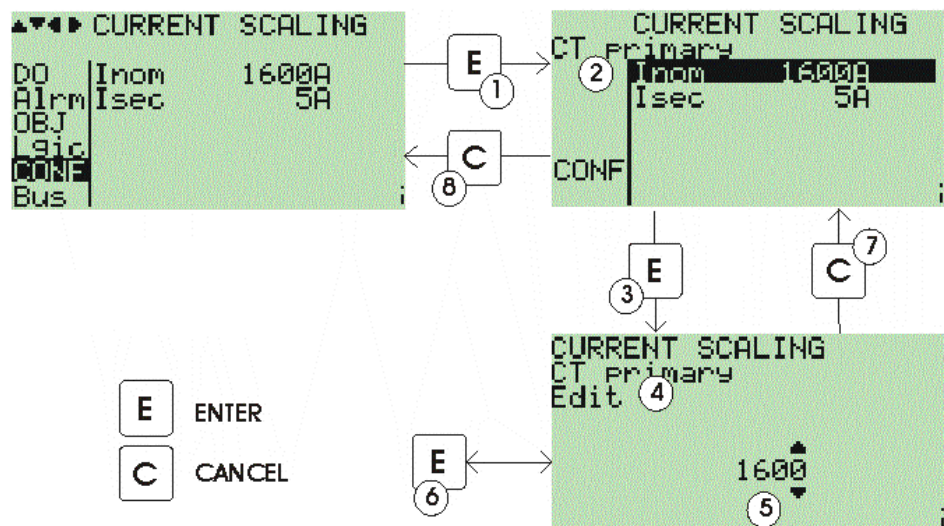 CURRENT SCALING
DO
Alrm
OBJ
Lgic
CONF
Bus
Inom 1600A
Isec 5A
i
E
1
C
8
CURRENT SCALING
CT primary
2
Inom 1600A
Isec 5A
CONF
i
E
3
C
7
CURRENT SCALING
CT primary
Edit
4
1600
5
i
E
6
E ENTER
C CANCEL